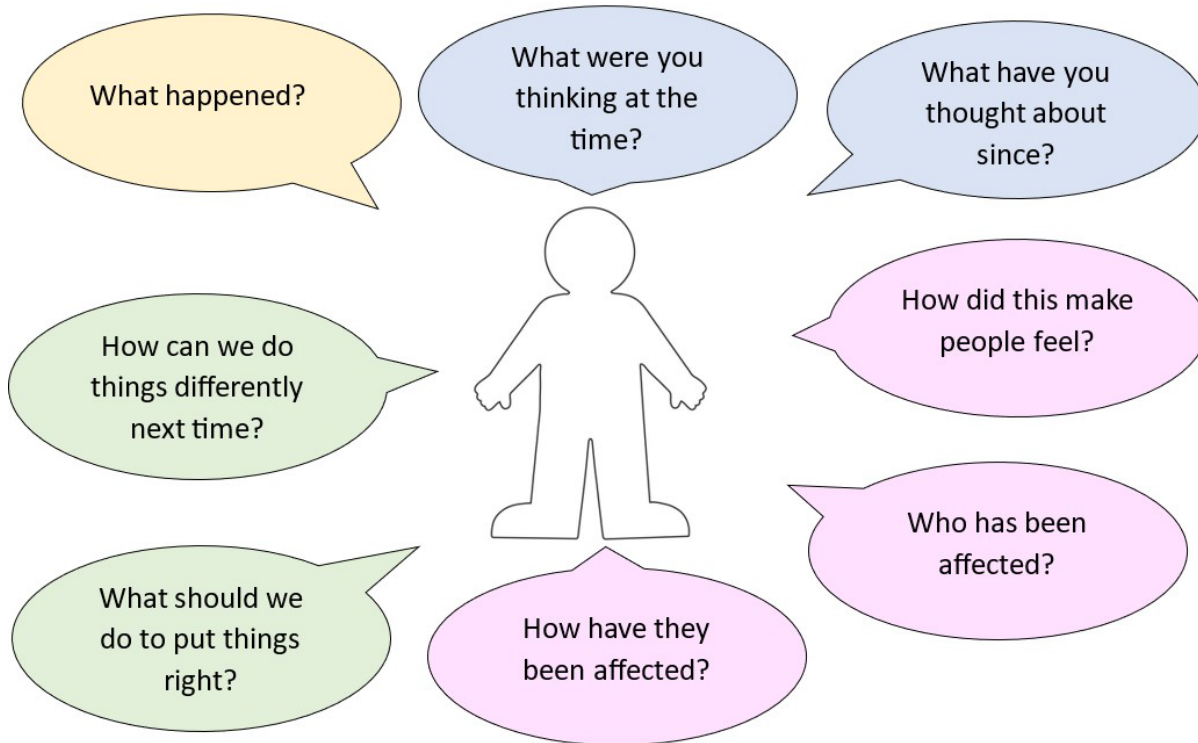 What happened?
What were you
thinking at the
time?
What have you
thought about
since?
How did this make
people feel?
Who has been
affected?
How have they
been affected?
What should we
do to put things
right?
How can we do
things differently
next time?